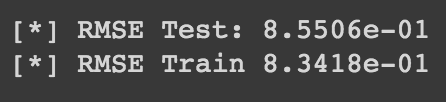 [*] RMSE Test: 8.5506e-01
[*] RMSE Train 8.3418e-01